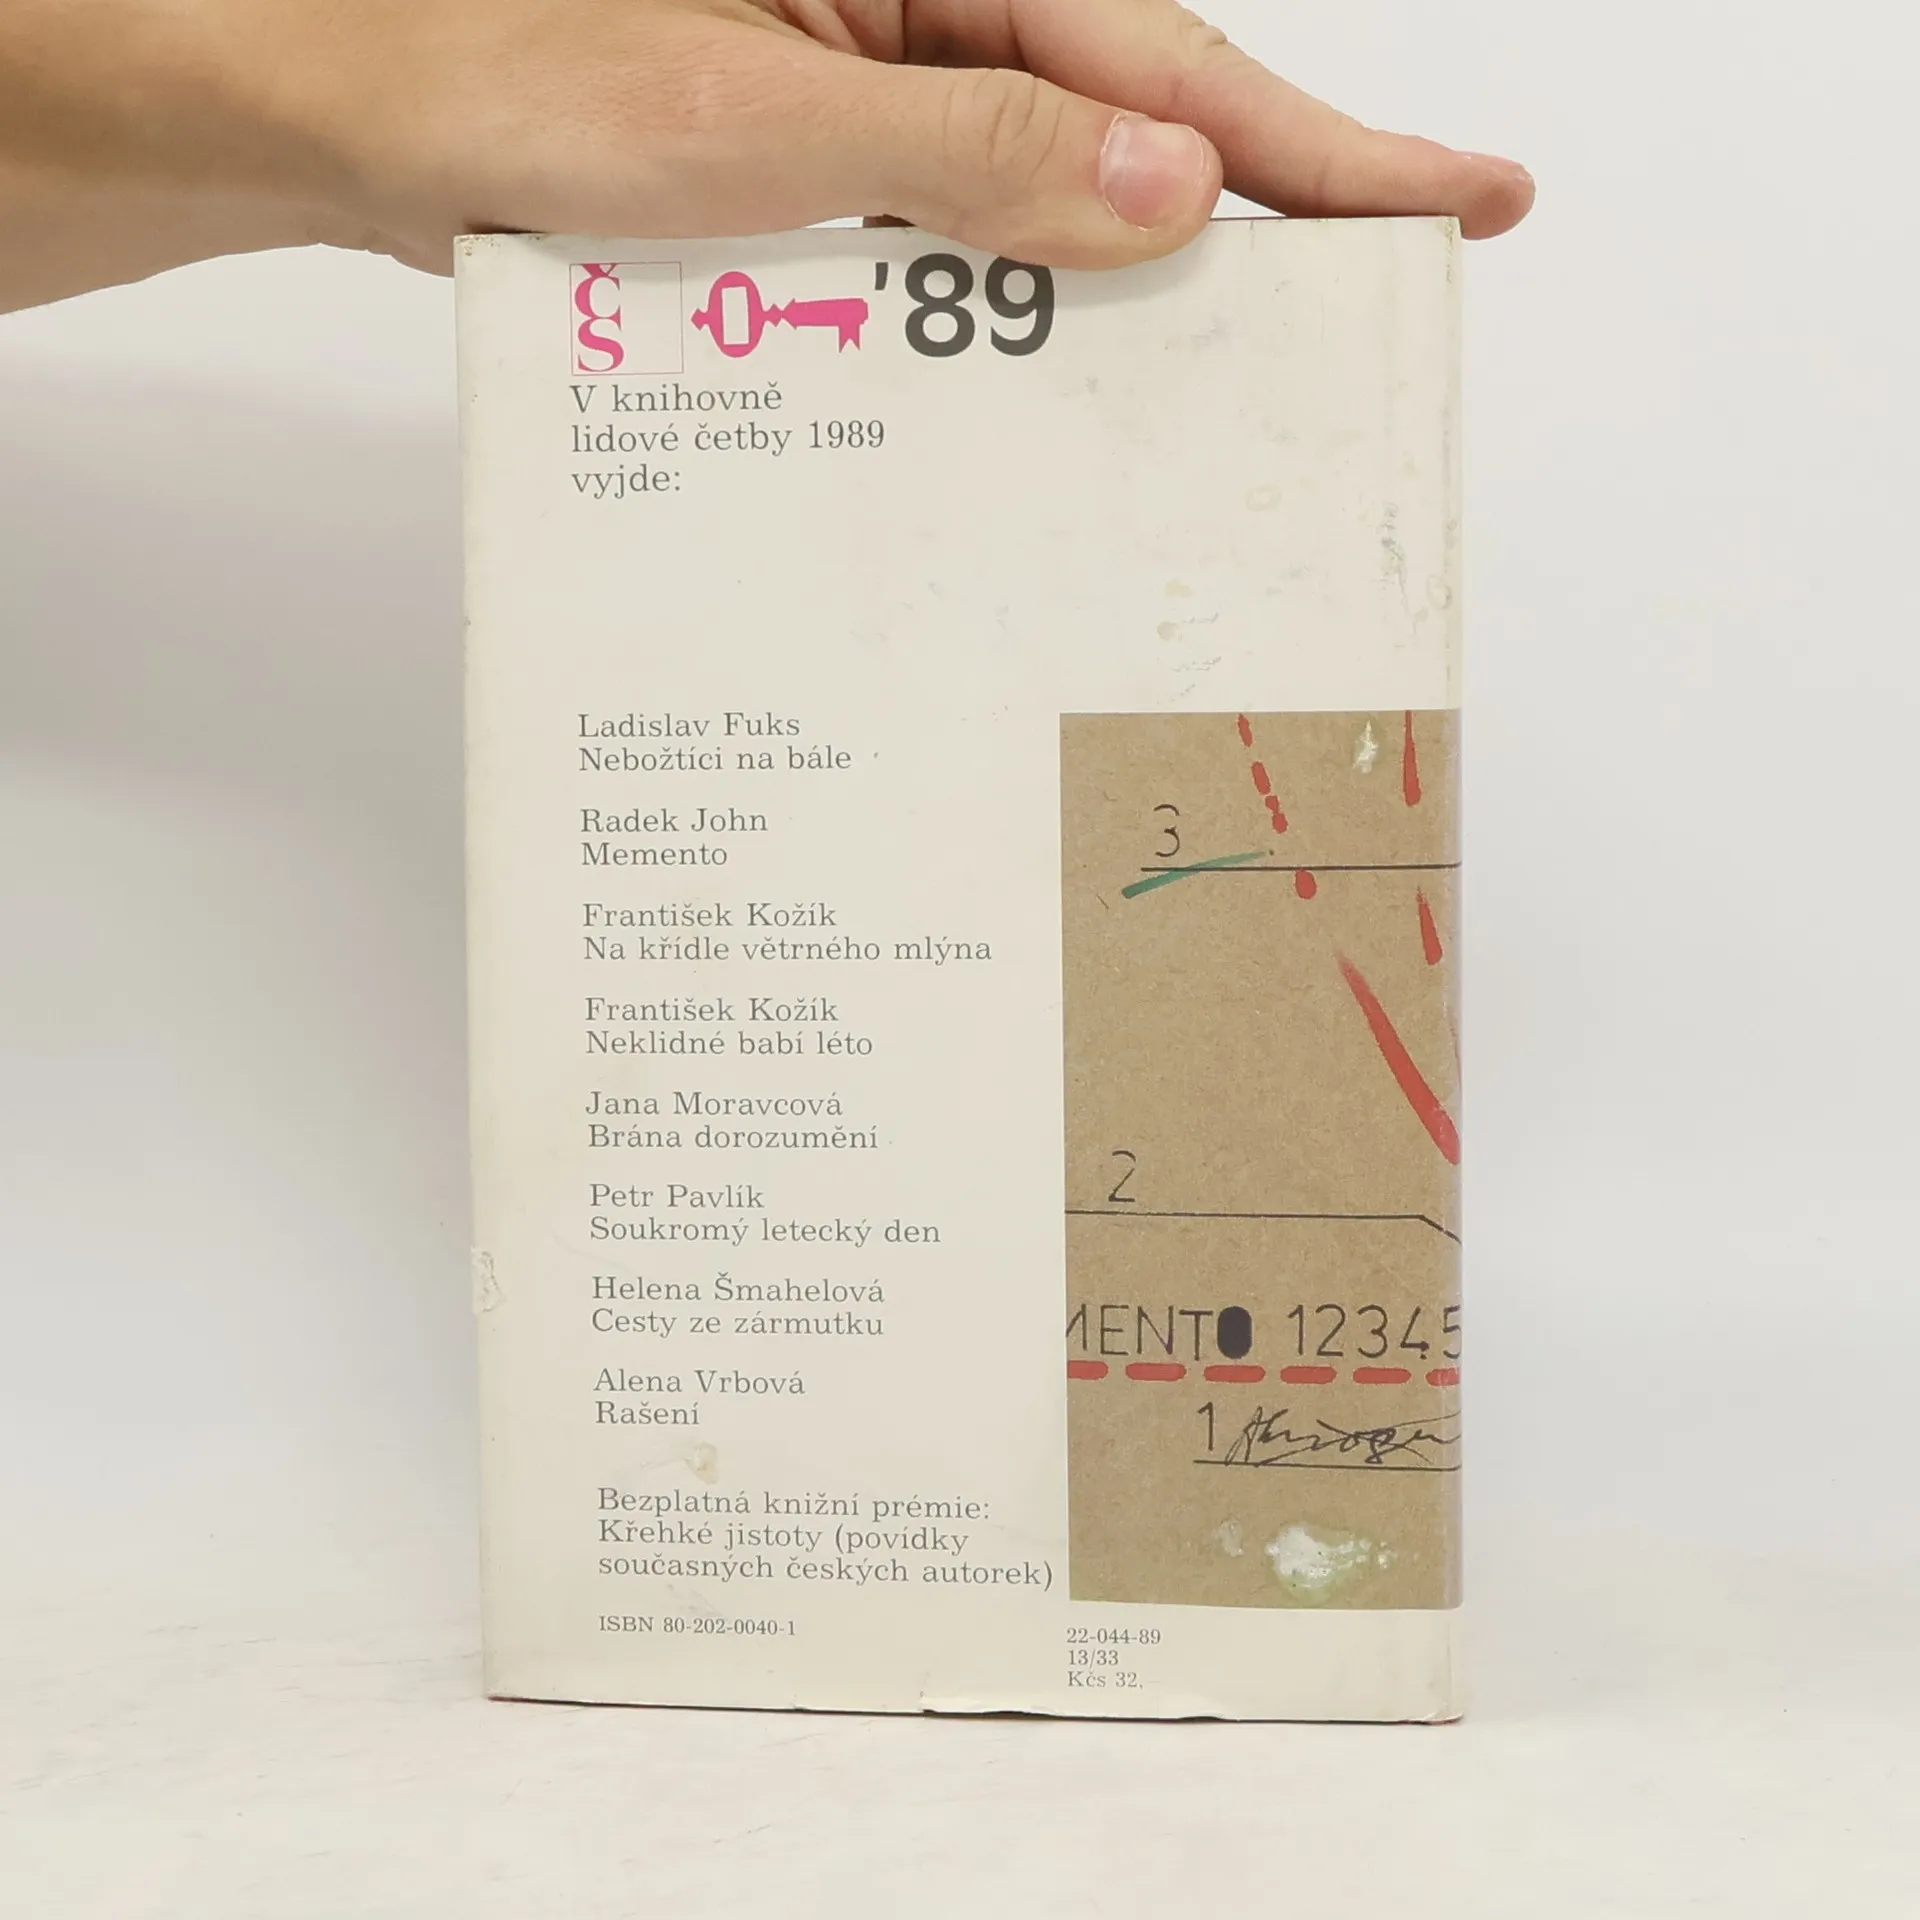 ČS '89
V knihovně
lidové četby 1989
vyjde:
Ladislav Fuks
Nebožtíci na bále
Radek John
Memento
František Kožík
Na křídle větrného mlýna
František Kožík
Neklidné babí léto
Jana Moravcová
Brána dorozumění
Petr Pavlík
Soukromý letecký den
Helena Šmahelová
Cesty ze zármutku
Alena Vrbová
Rašení
Bezplatná knižní prémie:
Křehké jistoty (povídky
současných českých autorek)
ISBN 80-202-0040-1
22-044-89
13/33
Kčs 32,
3
2
MENTO 12345
1